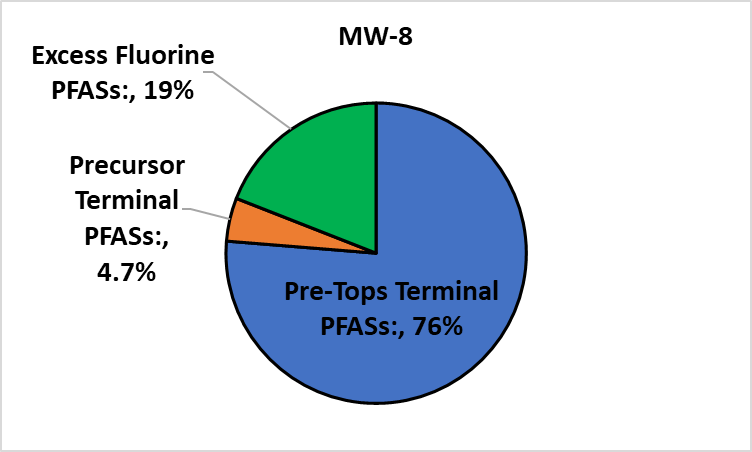 MW-8
Excess Fluorine
PFASs:, 19%
Precursor
Terminal
PFASs:,
4.7%
Pre-Tops Terminal
PFASs:, 76%